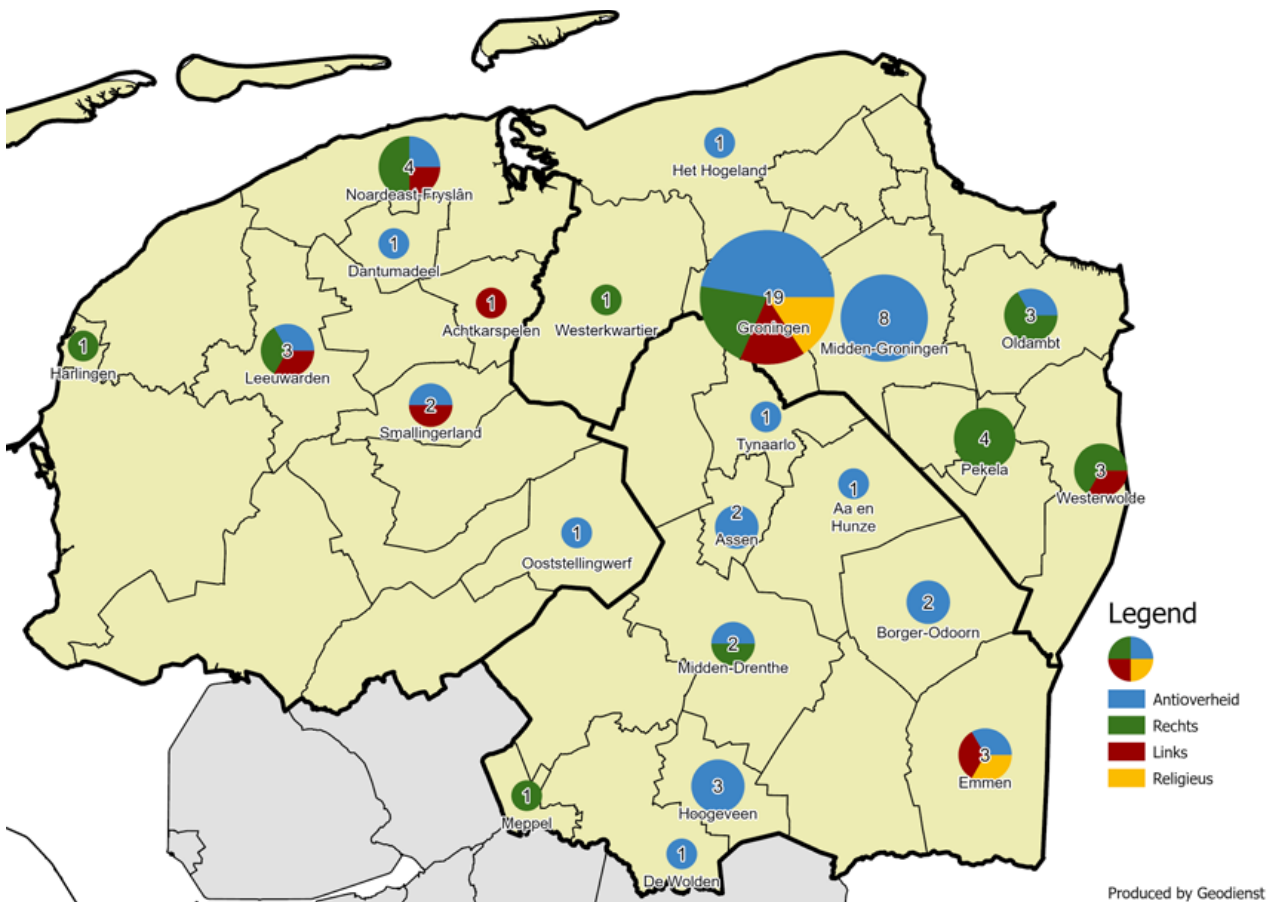 1
Het Hogeland
4
Noardeast-Fryslân
1
Dantumadeel
1
Achtkarspelen
1
Westerkwartier
19
Groningen
8
Midden-Groningen
3
Oldambt
1
Harlingen
3
Leeuwarden
2
Smallingerland
1
Tynaarlo
4
Pekela
3
Westerwolde
1
Aa en
Hunze
2
Assen
1
Ooststellingwerf
2
Borger-Odoorn
2
Midden-Drenthe
3
Emmen
1
Meppel
3
Hoogeveen
1
De Wolden
Legend
Antioverheid
Rechts
Links
Religieus
Produced by Geodienst